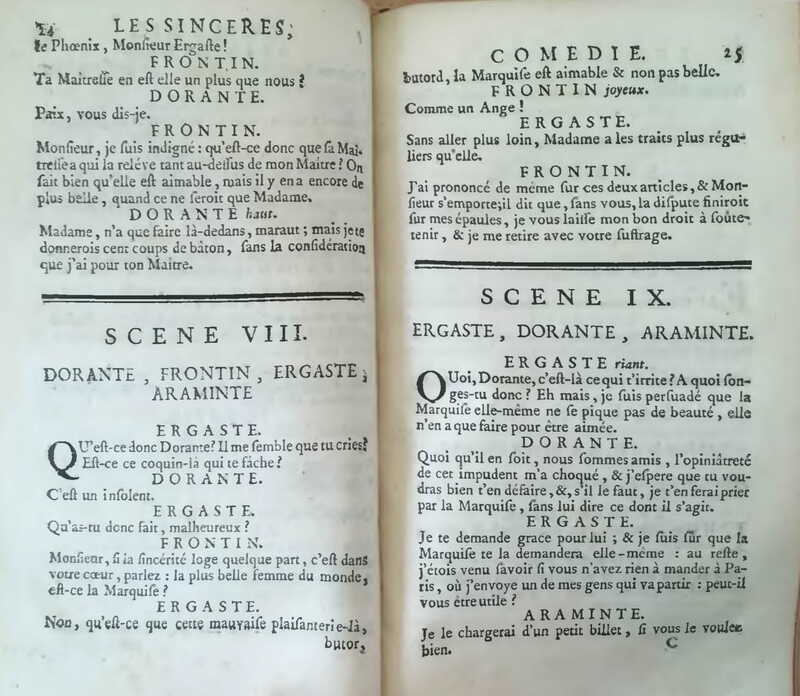 24 LES SINCERES,
le Phœnix, Monſieur Ergaſte!
FRONTIN.
Ta Maitreſſe en eſt elle un plus que nous?
DORANTE.
Paix, vous dis-je.
FRONTIN.
Monſieur, je ſuis indigné: qu'eſt-ce donc que ſa Mai-
treſſe a qui la reléve tant au-deſſus de mon Maitre? On
ſait bien qu'elle eſt aimable, mais il y en a encore de
plus belle, quand ce ne ſeroit que Madame.
DORANTE haut.
Madame, n'a que faire là-dedans, maraut; mais je te
donnerois cent coups de bâton, ſans la conſidération
que j'ai pour ton Maitre.
SCENE VIII.
DORANTE, FRONTIN, ERGASTE,
ARAMINTE
ERGASTE.
QU'eſt-ce donc Dorante? Il me ſemble que tu cries?
Eſt-ce ce coquin-là qui te fâche?
DORANTE.
C'eſt un inſolent.
ERGASTE.
Qu'as-tu donc fait, malheureux?
FRONTIN.
Monſieur, ſi la ſincérité loge quelque part, c'eſt dans
votre cœur, parlez: la plus belle femme du monde,
eſt-ce la Marquiſe?
ERGASTE.
Non, qu'eſt-ce que cette mauvaiſe plaiſanterie-là,
butor,
COMEDIE. 25
butord, la Marquiſe eſt aimable & non pas belle.
FRONTIN joyeux.
Comme un Ange!
ERGASTE.
Sans aller plus loin, Madame a les traits plus régu-
liers qu'elle.
FRONTIN.
J'ai prononcé de même ſur ces deux articles, & Mon-
ſieur s'emporte; il dit que, ſans vous, la diſpute finiroit
ſur mes épaules, je vous laiſſe mon bon droit à ſoûte-
tenir, & je me retire avec votre ſuffrage.
SCENE IX.
ERGASTE, DORANTE, ARAMINTE.
ERGASTE riant.
QUoi, Dorante, c'eſt-là ce qui t'irrite? A quoi ſon-
ges-tu donc? Eh mais, je ſuis perſuadé que la
Marquiſe elle-même ne ſe pique pas de beauté, elle
n'en a que faire pour être aimée.
DORANTE.
Quoi qu'il en ſoit, nous ſommes amis, l'opiniâtreté
de cet impudent m'a choqué, & j'eſpere que tu vou-
dras bien t'en défaire, &, s'il le faut, je t'en ferai prier
par la Marquiſe, ſans lui dire ce dont il s'agit.
ERGASTE.
Je te demande grace pour lui; & je ſuis ſûr que la
Marquiſe te la demandera elle-même: au reſte,
j'étois venu ſavoir ſi vous n'avez rien à mander à Pa-
ris, où j'envoye un de mes gens qui va partir: peut-il
vous être utile?
ARAMINTE.
Je le chargerai d'un petit billet, ſi vous le voulez
bien. C